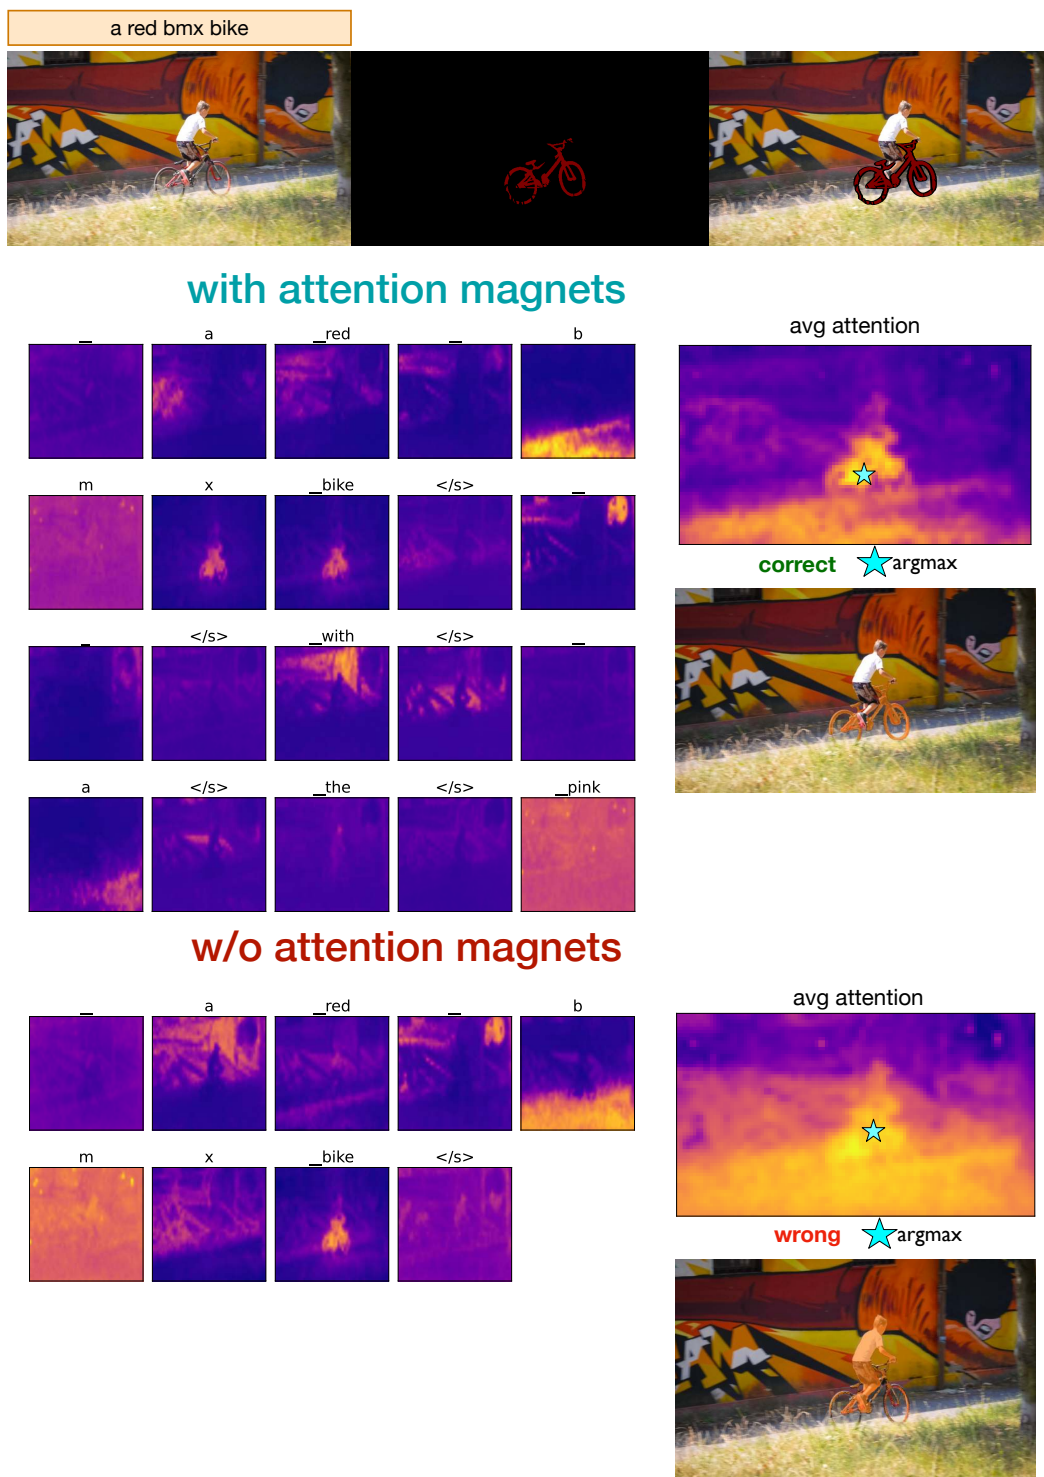 a red bmx bike
with attention magnets
avg attention
_ a _red _ b
m x _bike </s> _
correct argmax
_ </s> _with </s> _
a </s> _the </s> _pink
w/o attention magnets
avg attention
_ a _red _ b
m x _bike </s>
wrong argmax